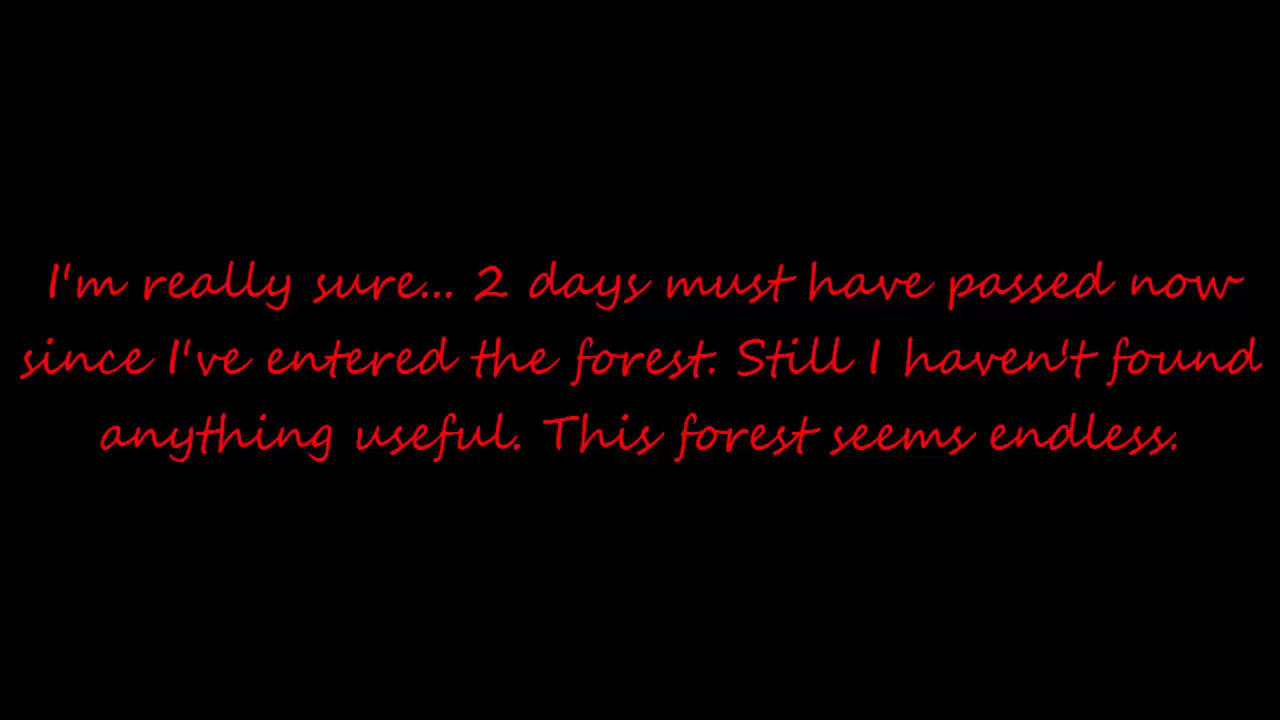 I'm really sure... 2 days must have passed now
since I've entered the forest. Still I haven't found
anything useful. This forest seems endless.